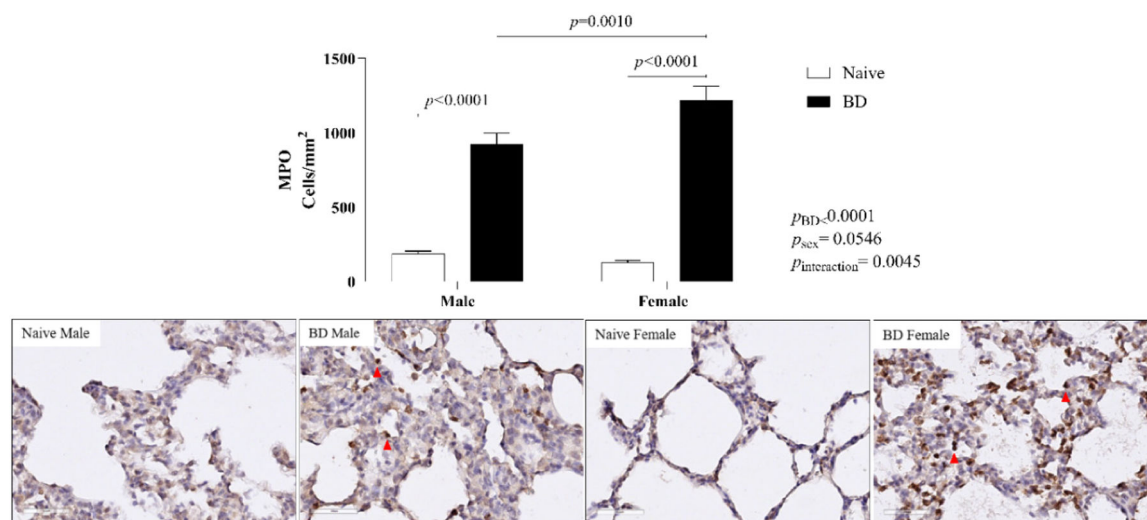 p=0.0010
1500
1000
500
0
MPO
Cells/mm²
p<0.0001
p<0.0001
Naive
BD
pBD<0.0001
psex= 0.0546
pinteraction= 0.0045
Male
Female
Naive Male
BD Male
Naive Female
BD Female